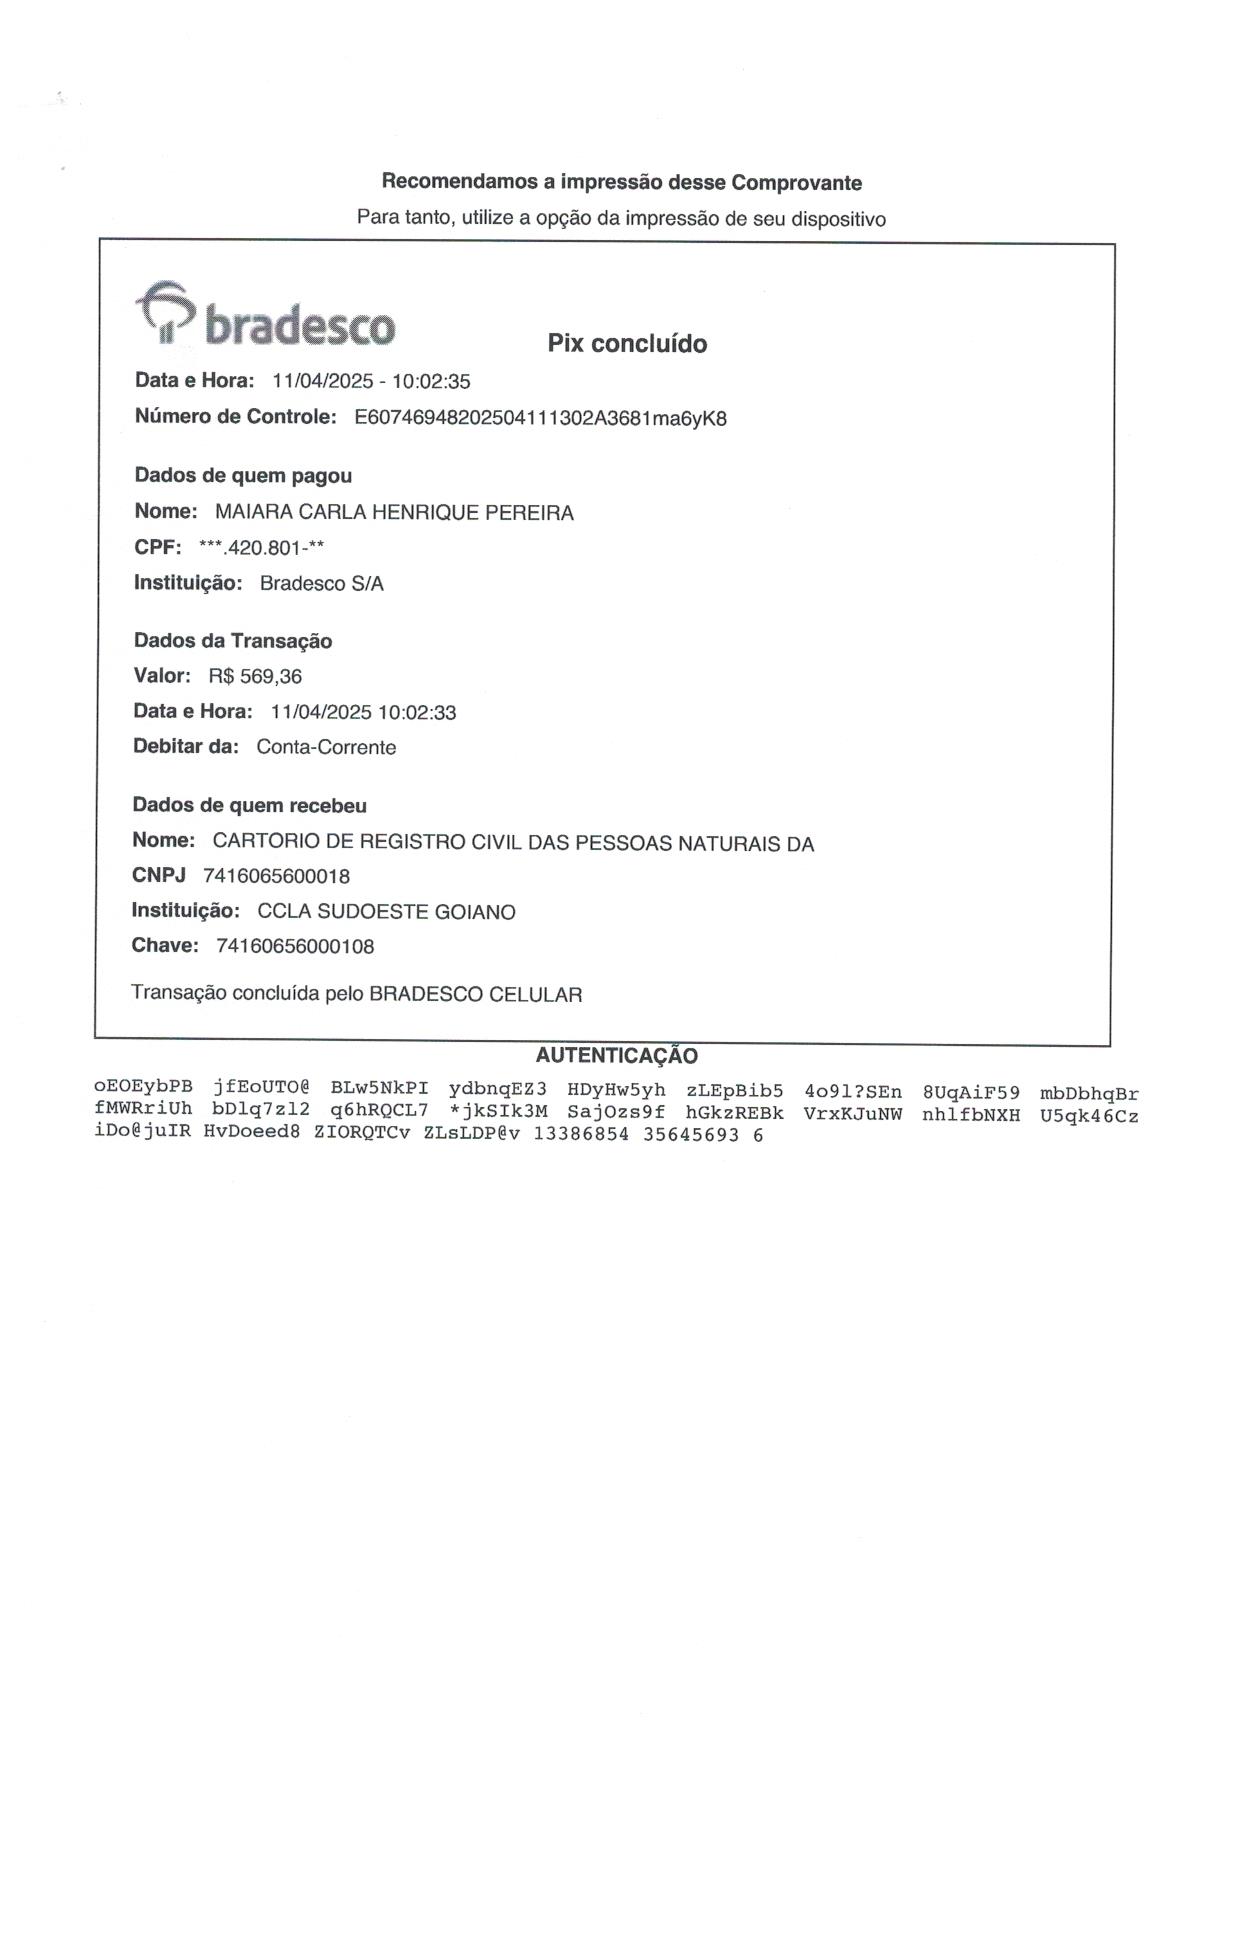 Recomendamos a impressão desse Comprovante
Para tanto, utilize a opção da impressão de seu dispositivo
bradesco
Pix concluído
Data e Hora: 11/04/2025 - 10:02:35
Número de Controle: E60746948202504111302A3681ma6yK8
Dados de quem pagou
Nome: MAIARA CARLA HENRIQUE PEREIRA
CPF: ***.420.801-**
Instituição: Bradesco S/A
Dados da Transação
Valor: R$ 569,36
Data e Hora: 11/04/2025 10:02:33
Debitar da: Conta-Corrente
Dados de quem recebeu
Nome: CARTORIO DE REGISTRO CIVIL DAS PESSOAS NATURAIS DA
CNPJ 7416065600018
Instituição: CCLA SUDOESTE GOIANO
Chave: 74160656000108
Transação concluída pelo BRADESCO CELULAR
AUTENTICAÇÃO
oEOEybPB jfEoUTO@ BLw5NkPI ydbnqEZ3 HDyHw5yh zLEpBib5 4o9l?SEn 8UqAiF59 mbDbhqBr
fMWRriUh bDlq7zl2 q6hRQCL7 *jkSIk3M SajOzs9f hGkzREBk VrxKJuNW nhlfbNXH U5qk46Cz
iDo@juIR HvDoeed8 ZIORQTCv ZLsLDP@v 13386854 35645693 6